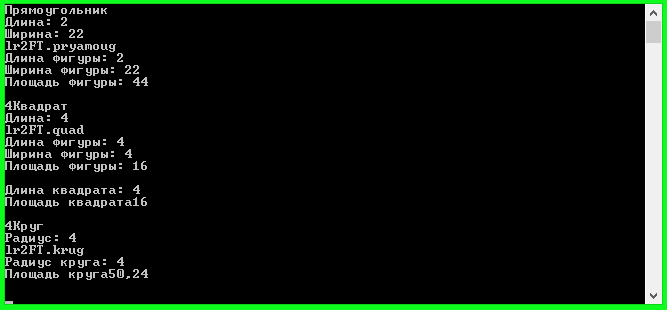 Прямоугольник
Длина: 2
Ширина: 22
lr2FT.pryamoug
Длина фигуры: 2
Ширина фигуры: 22
Площадь фигуры: 44
4Квадрат
Длина: 4
lr2FT.quad
Длина фигуры: 4
Ширина фигуры: 4
Площадь фигуры: 16
Длина квадрата: 4
Площадь квадрата16
4Круг
Радиус: 4
lr2FT.krug
Радиус круга: 4
Площадь круга50,24